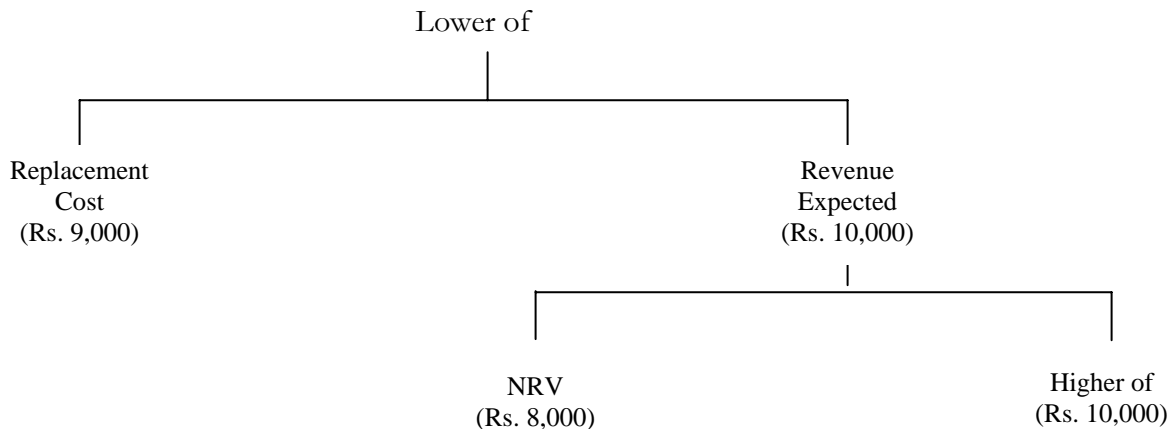 Lower of
Replacement
Cost
(Rs. 9,000)
Revenue
Expected
(Rs. 10,000)
NRV
(Rs. 8,000)
Higher of
(Rs. 10,000)